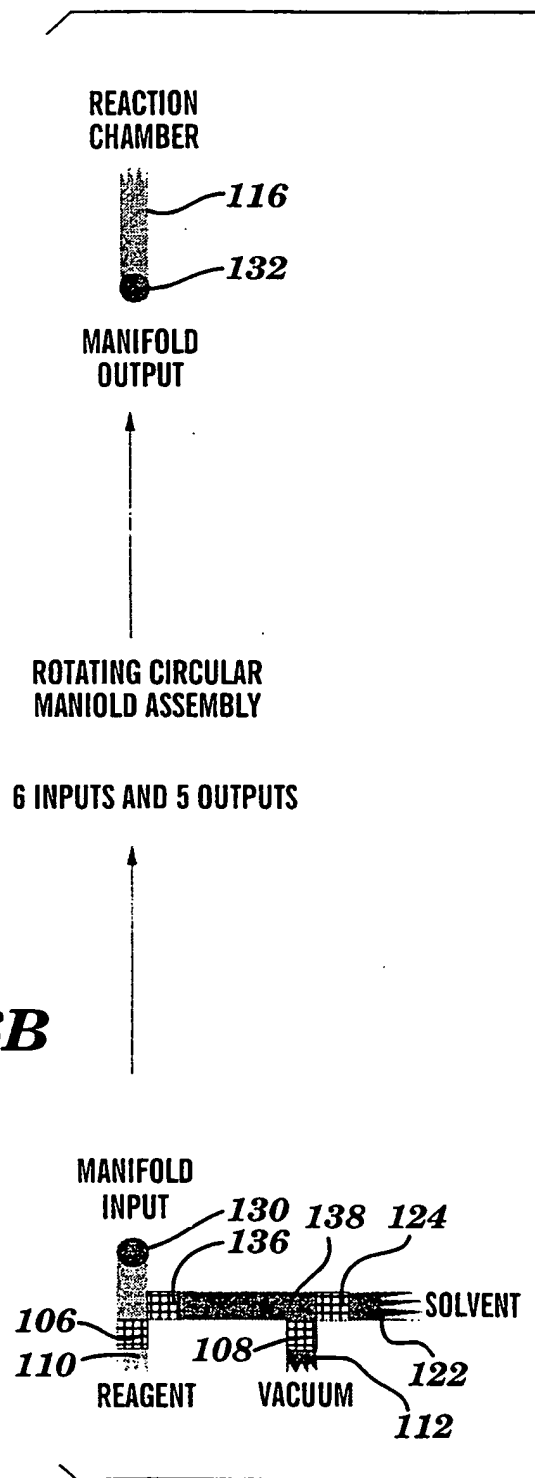 REACTION
CHAMBER
116
132
MANIFOLD
OUTPUT
ROTATING CIRCULAR
MANIOLD ASSEMBLY
6 INPUTS AND 5 OUTPUTS
B
MANIFOLD
INPUT
130 138 124
136
SOLVENT
106
108
122
110
REAGENT VACUUM
112